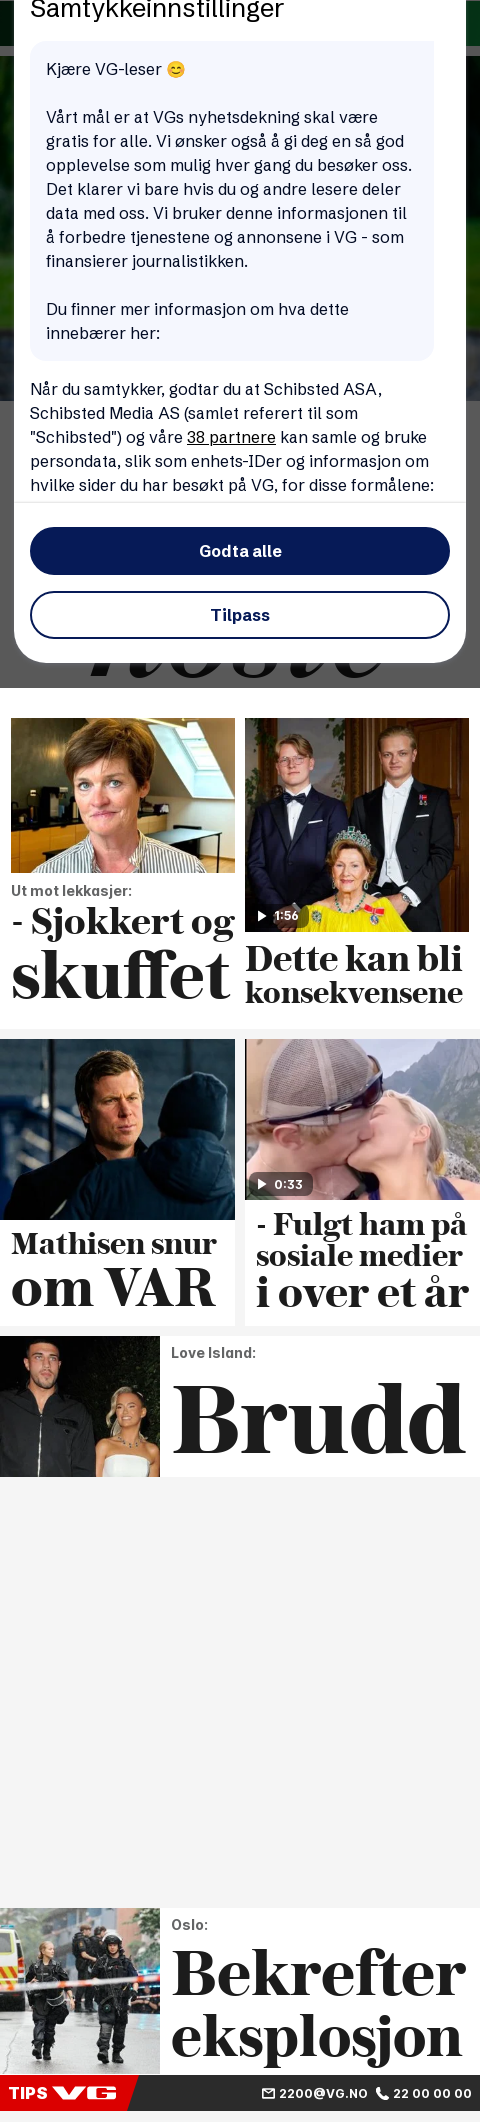 Samtykkeinnstillinger
Kjære VG-leser 😊
Vårt mål er at VGs nyhetsdekning skal være
gratis for alle. Vi ønsker også å gi deg en så god
opplevelse som mulig hver gang du besøker oss.
Det klarer vi bare hvis du og andre lesere deler
data med oss. Vi bruker denne informasjonen til
å forbedre tjenestene og annonsene i VG - som
finansierer journalistikken.
Du finner mer informasjon om hva dette
innebærer her:
Når du samtykker, godtar du at Schibsted ASA,
Schibsted Media AS (samlet referert til som
"Schibsted") og våre 38 partnere kan samle og bruke
persondata, slik som enhets-IDer og informasjon om
hvilke sider du har besøkt på VG, for disse formålene:
Godta alle
Tilpass
Ut mot lekkasjer:
- Sjokkert og
skuffet
1:56
Dette kan bli
konsekvensene
Mathisen snur
om VAR
0:33
- Fulgt ham på
sosiale medier
i over et år
Love Island:
Brudd
Oslo:
Bekrefter
eksplosjon
TIPS VG
2200@VG.NO
22 00 00 00